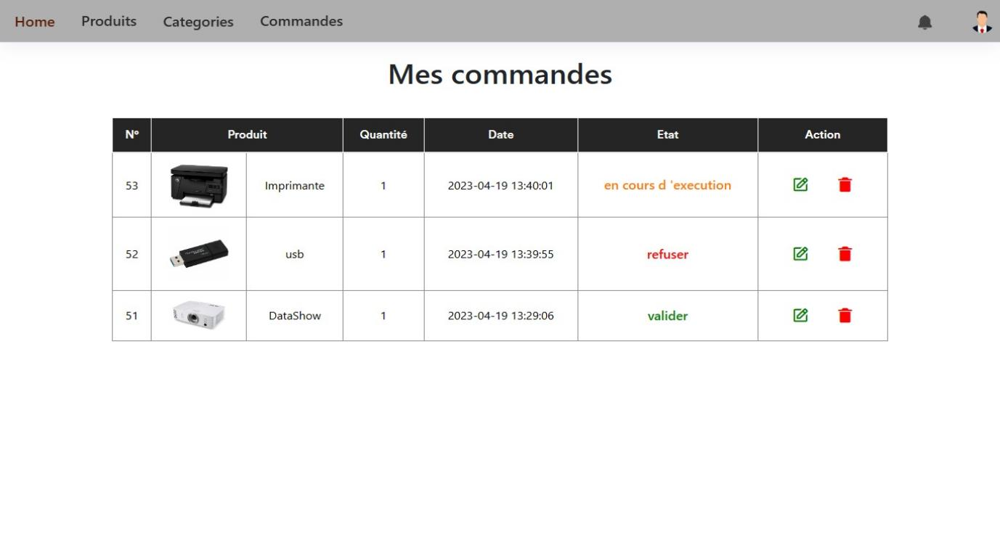 Home Produits Categories Commandes
Mes commandes
Nº Produit Quantité Date Etat Action
53 Imprimante 1 2023-04-19 13:40:01 en cours d 'execution
52 usb 1 2023-04-19 13:39:55 refuser
51 DataShow 1 2023-04-19 13:29:06 valider